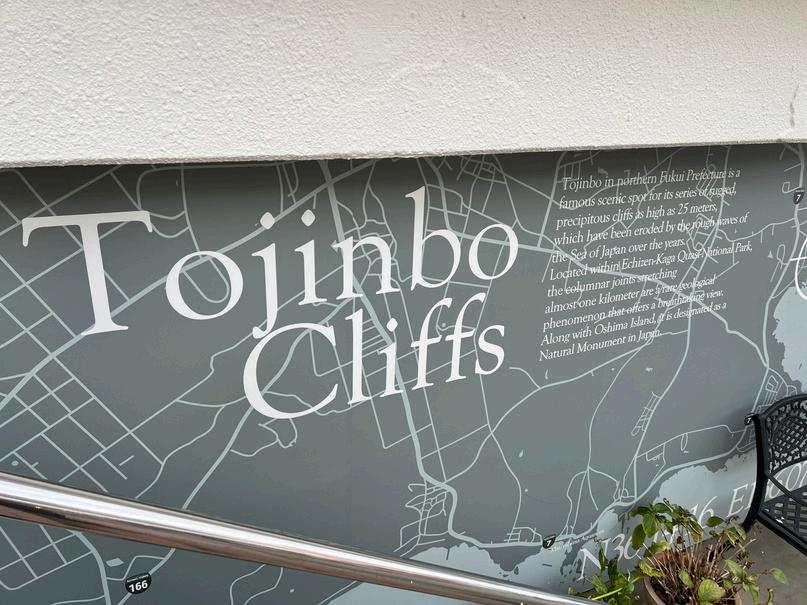 Tojinbo
Cliffs
Tojinbo in northern Fukui Prefecture is a
famous scenic spot for its series of rugged,
precipitous cliffs as high as 25 meters,
which have been eroded by the rough waves of
the Sea of Japan over the years.
Located within Echizen-Kaga Quasi-National Park,
the columnar joints stretching
almost one kilometer are a rare geological
phenomenon that offers a breathtaking view.
Along with Oshima Island, it is designated as a
Natural Monument in Japan.
7
7
166